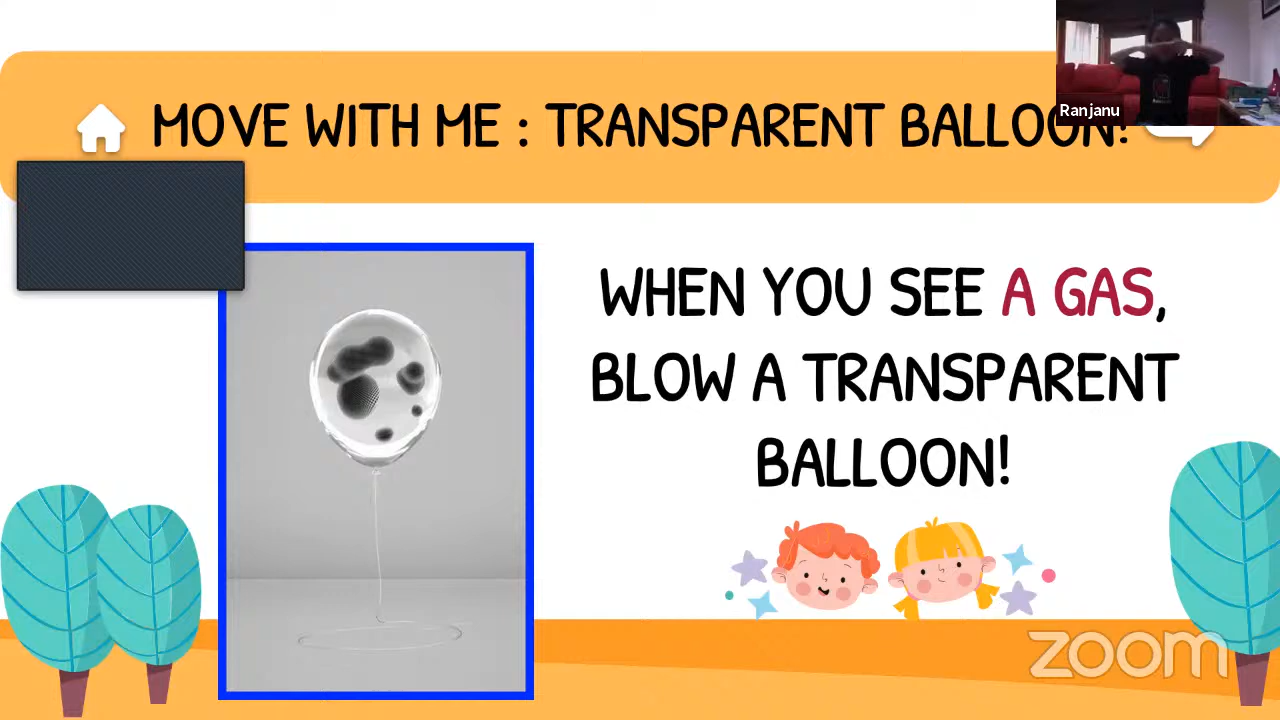 MOVE WITH ME : TRANSPARENT BALLOON!
Ranjanu
WHEN YOU SEE A GAS,
BLOW A TRANSPARENT
BALLOON!
zoom